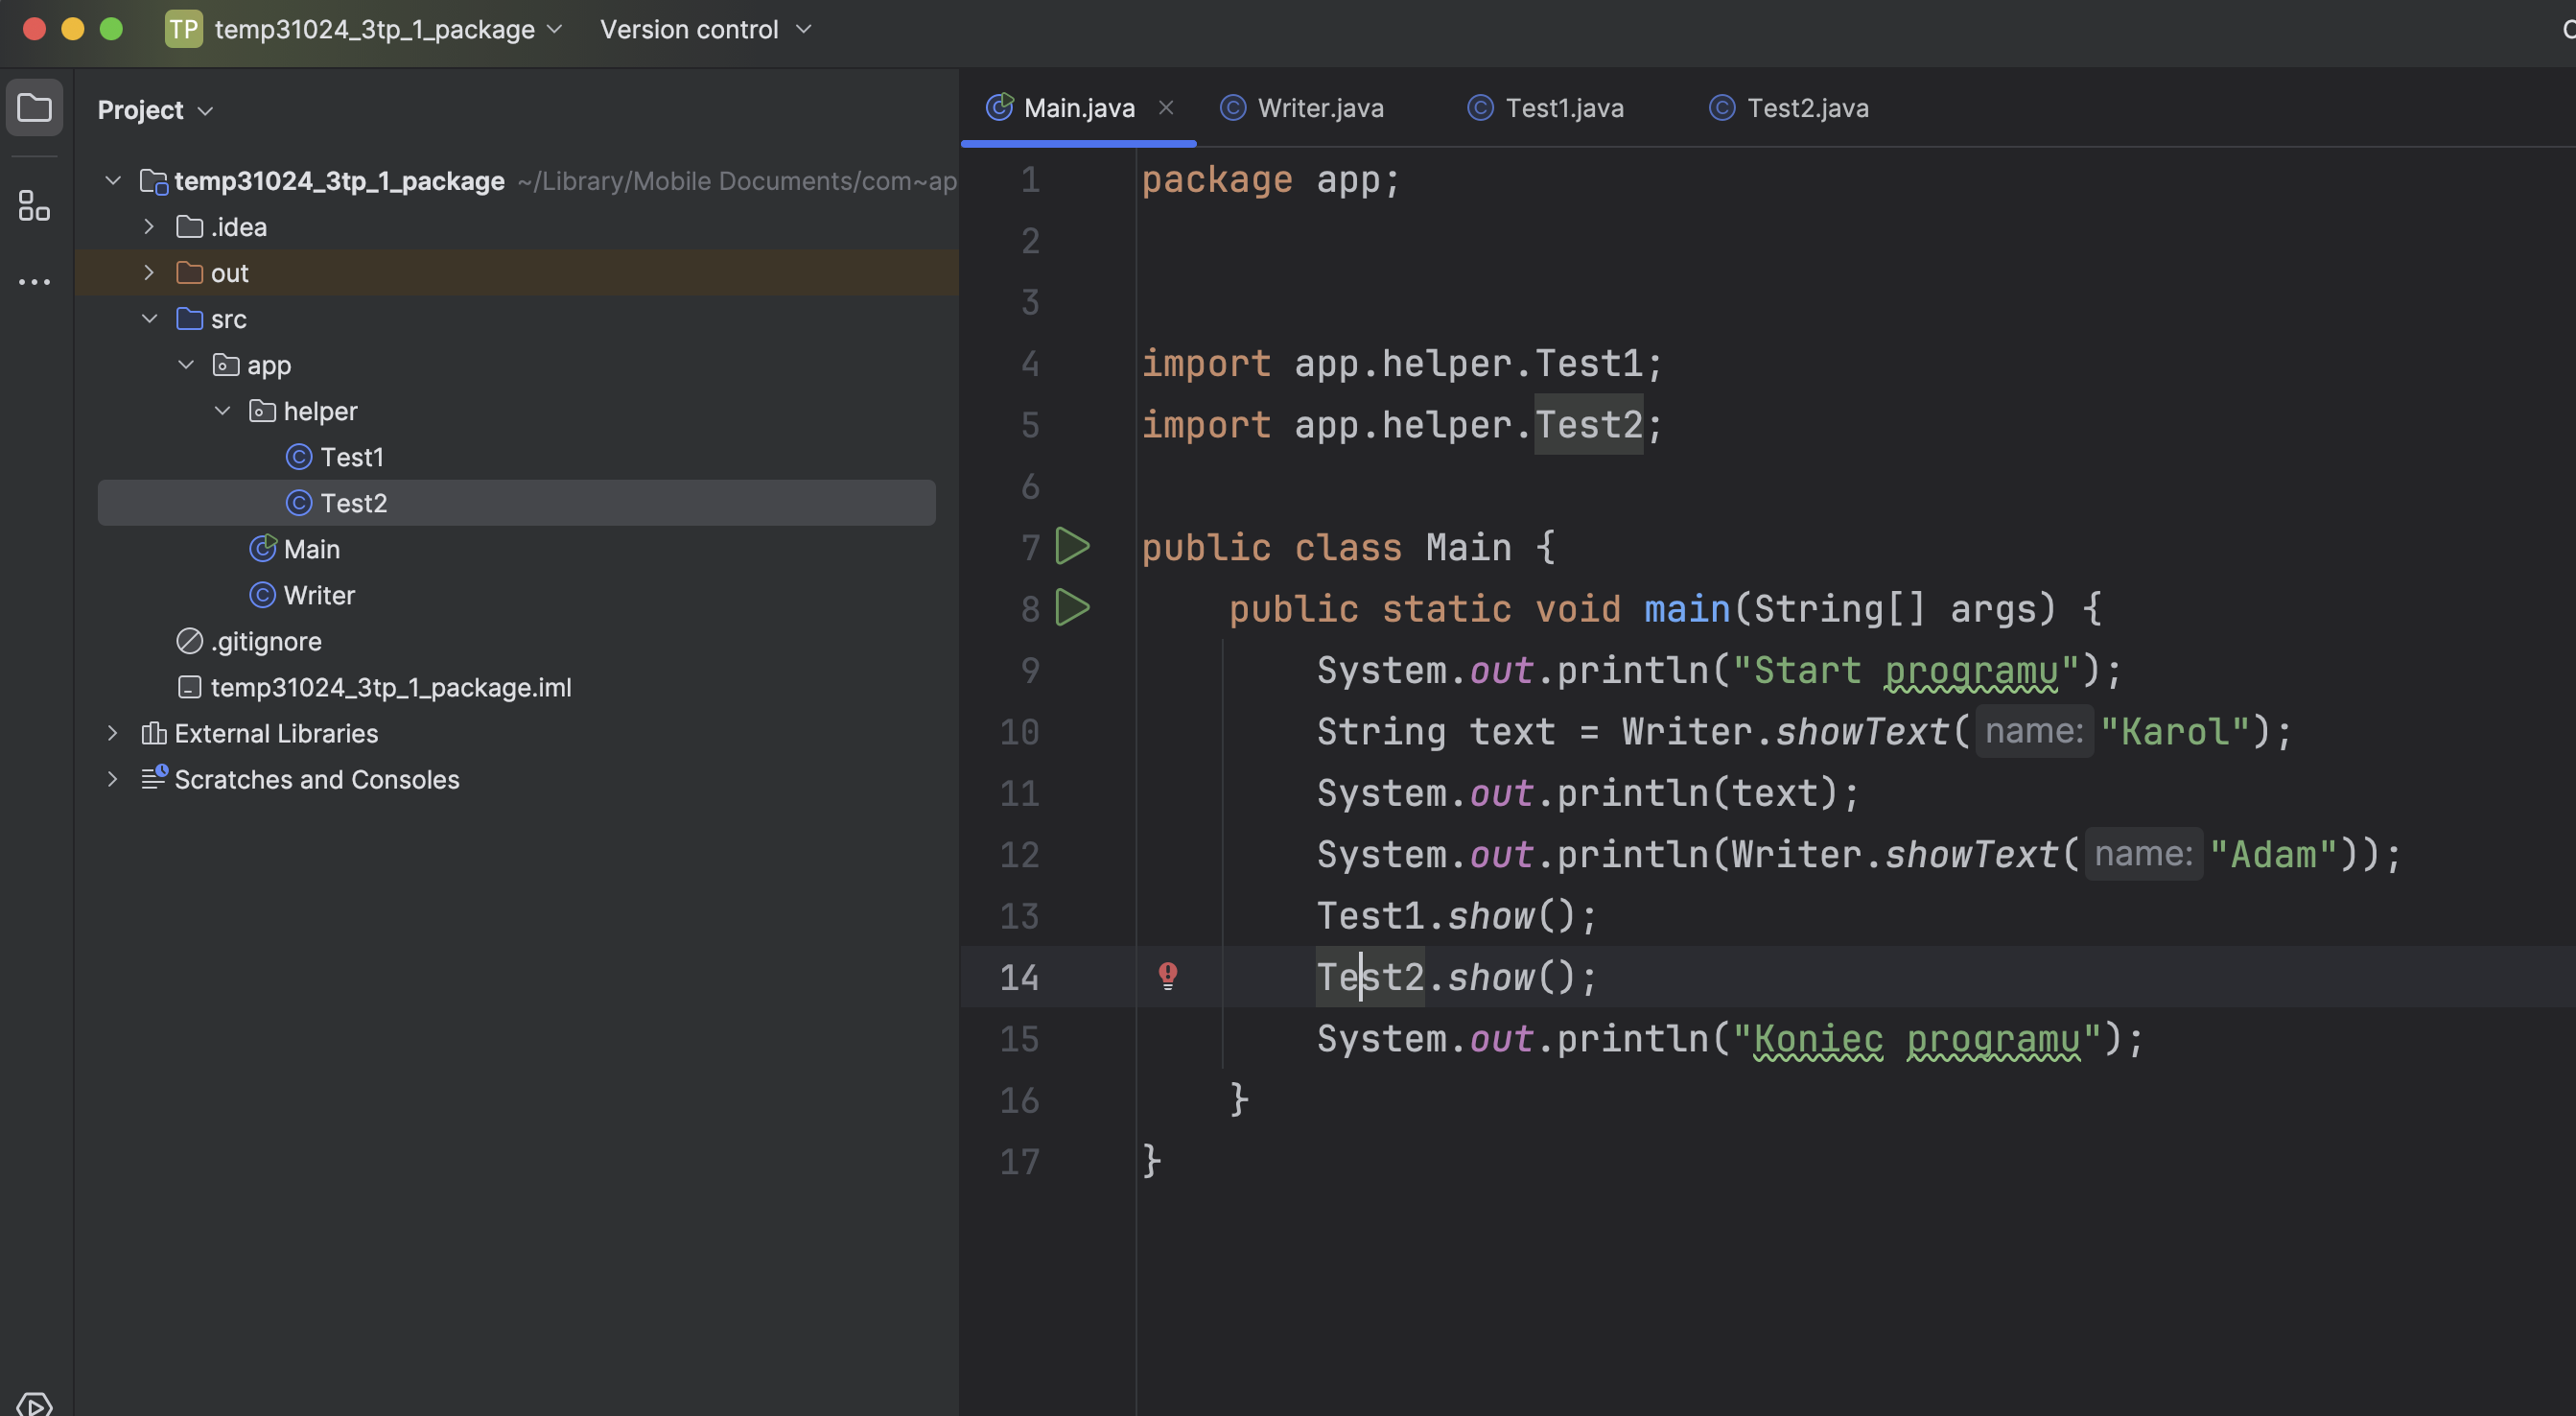 TP temp31024_3tp_1_package Version control
Project
temp31024_3tp_1_package ~/Library/Mobile Documents/com~ap
.idea
out
src
app
helper
Test1
Test2
Main
Writer
.gitignore
temp31024_3tp_1_package.iml
External Libraries
Scratches and Consoles
Main.java Writer.java Test1.java Test2.java
1 package app;
2
3
4 import app.helper.Test1;
5 import app.helper.Test2;
6
7 public class Main {
8 public static void main(String[] args) {
9 System.out.println("Start programu");
10 String text = Writer.showText( name: "Karol");
11 System.out.println(text);
12 System.out.println(Writer.showText( name: "Adam"));
13 Test1.show();
14 Test2.show();
15 System.out.println("Koniec programu");
16 }
17 }